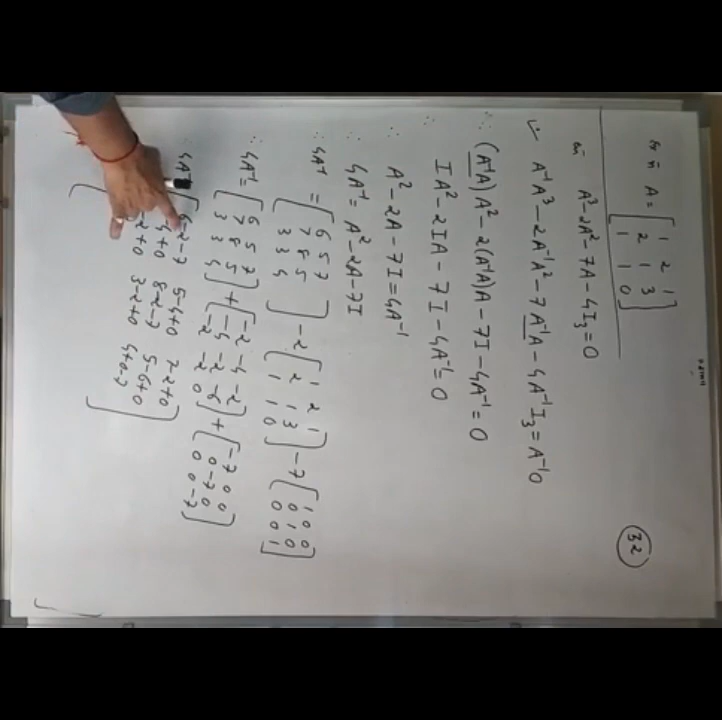 32
A = [ 1 2 1
2 1 3
1 1 0 ]
A³-2A²-7A-4I₃=0
A⁻¹A³-2A⁻¹A²-7A⁻¹A-4A⁻¹I₃=A⁻¹0
∴ (A⁻¹A)A²-2(A⁻¹A)A-7I-4A⁻¹=0
∴ IA²-2IA-7I-4A⁻¹=0
∴ A²-2A-7I=4A⁻¹
∴ 4A⁻¹=A²-2A-7I
∴ 4A⁻¹ = [ 6 5 7 ] -2 [ 1 2 1 ] -7 [ 1 0 0 ]
7 8 5 2 1 3 0 1 0
3 3 4 1 1 0 0 0 1
∴ 4A⁻¹= [ 6 5 7 ] + [ -2 -4 -2 ] + [ -7 0 0 ]
7 8 5 -4 -2 -6 0 -7 0
3 3 4 -2 -2 0 0 0 -7
∴ 4A⁻¹ [ 6-2-7 5-4+0 7-2+0
-4+0 8-2-7 5-6+0
-2+0 3-2+0 4+0-7 ]